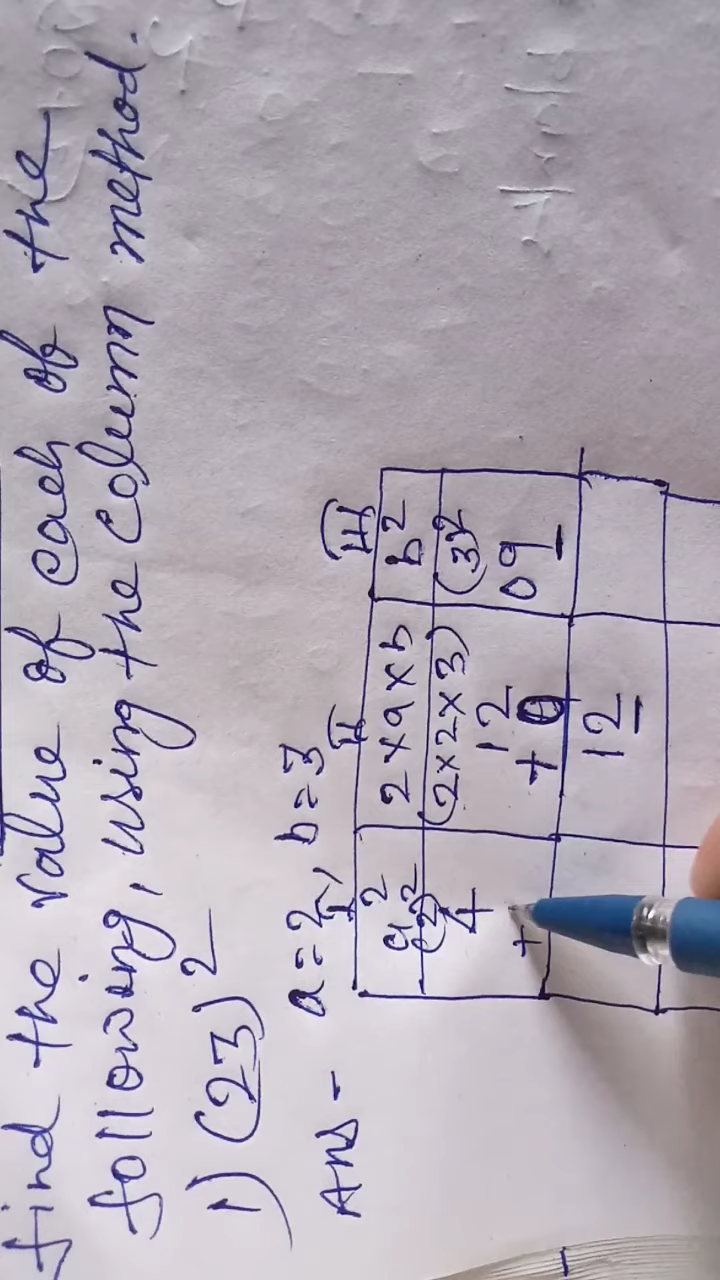 find the value of each of the
following, using the column method.
1) (23)²
Ans- a=2, b=3
I II III
a² 2×a×b b²
(2)² (2×2×3) (3)²
4 12 09
+ +0
12